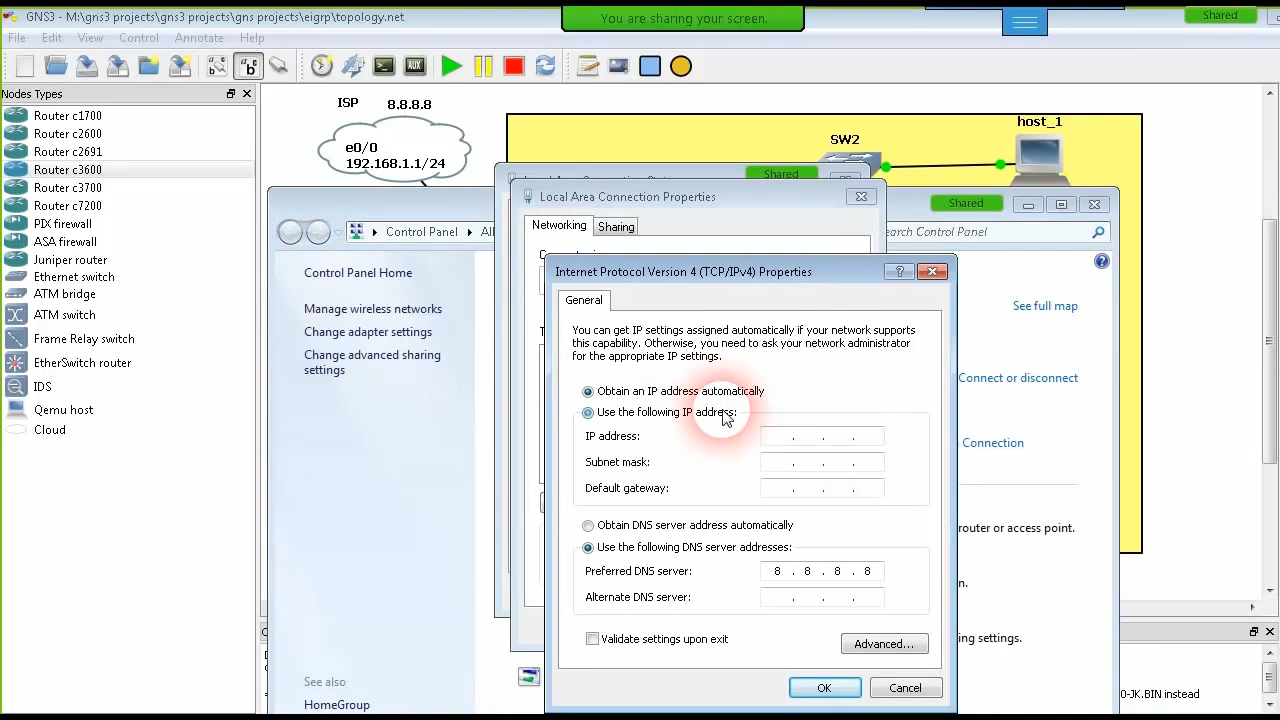 GNS3 - M:\gns3 projects\gns3 projects\gns projects\eigrp\topology.net
You are sharing your screen.
Shared
File Edit View Control Annotate Help
Nodes Types
Router c1700
Router c2600
Router c2691
Router c3600
Router c3700
Router c7200
PIX firewall
ASA firewall
Juniper router
Ethernet switch
ATM bridge
ATM switch
Frame Relay switch
EtherSwitch router
IDS
Qemu host
Cloud
ISP 8.8.8.8
e0/0
192.168.1.1/24
SW2
host_1
Shared
Local Area Connection Properties
Networking Sharing
Shared
Control Panel
Search Control Panel
Control Panel Home
Manage wireless networks
Change adapter settings
Change advanced sharing
settings
See also
HomeGroup
See full map
Connect or disconnect
Connection
router or access point.
Internet Protocol Version 4 (TCP/IPv4) Properties
General
You can get IP settings assigned automatically if your network supports
this capability. Otherwise, you need to ask your network administrator
for the appropriate IP settings.
Obtain an IP address automatically
Use the following IP address:
IP address: . . .
Subnet mask: . . .
Default gateway: . . .
Obtain DNS server address automatically
Use the following DNS server addresses:
Preferred DNS server: 8 . 8 . 8 . 8
Alternate DNS server: . . .
Validate settings upon exit
Advanced...
OK Cancel
settings.
0-JK.BIN instead